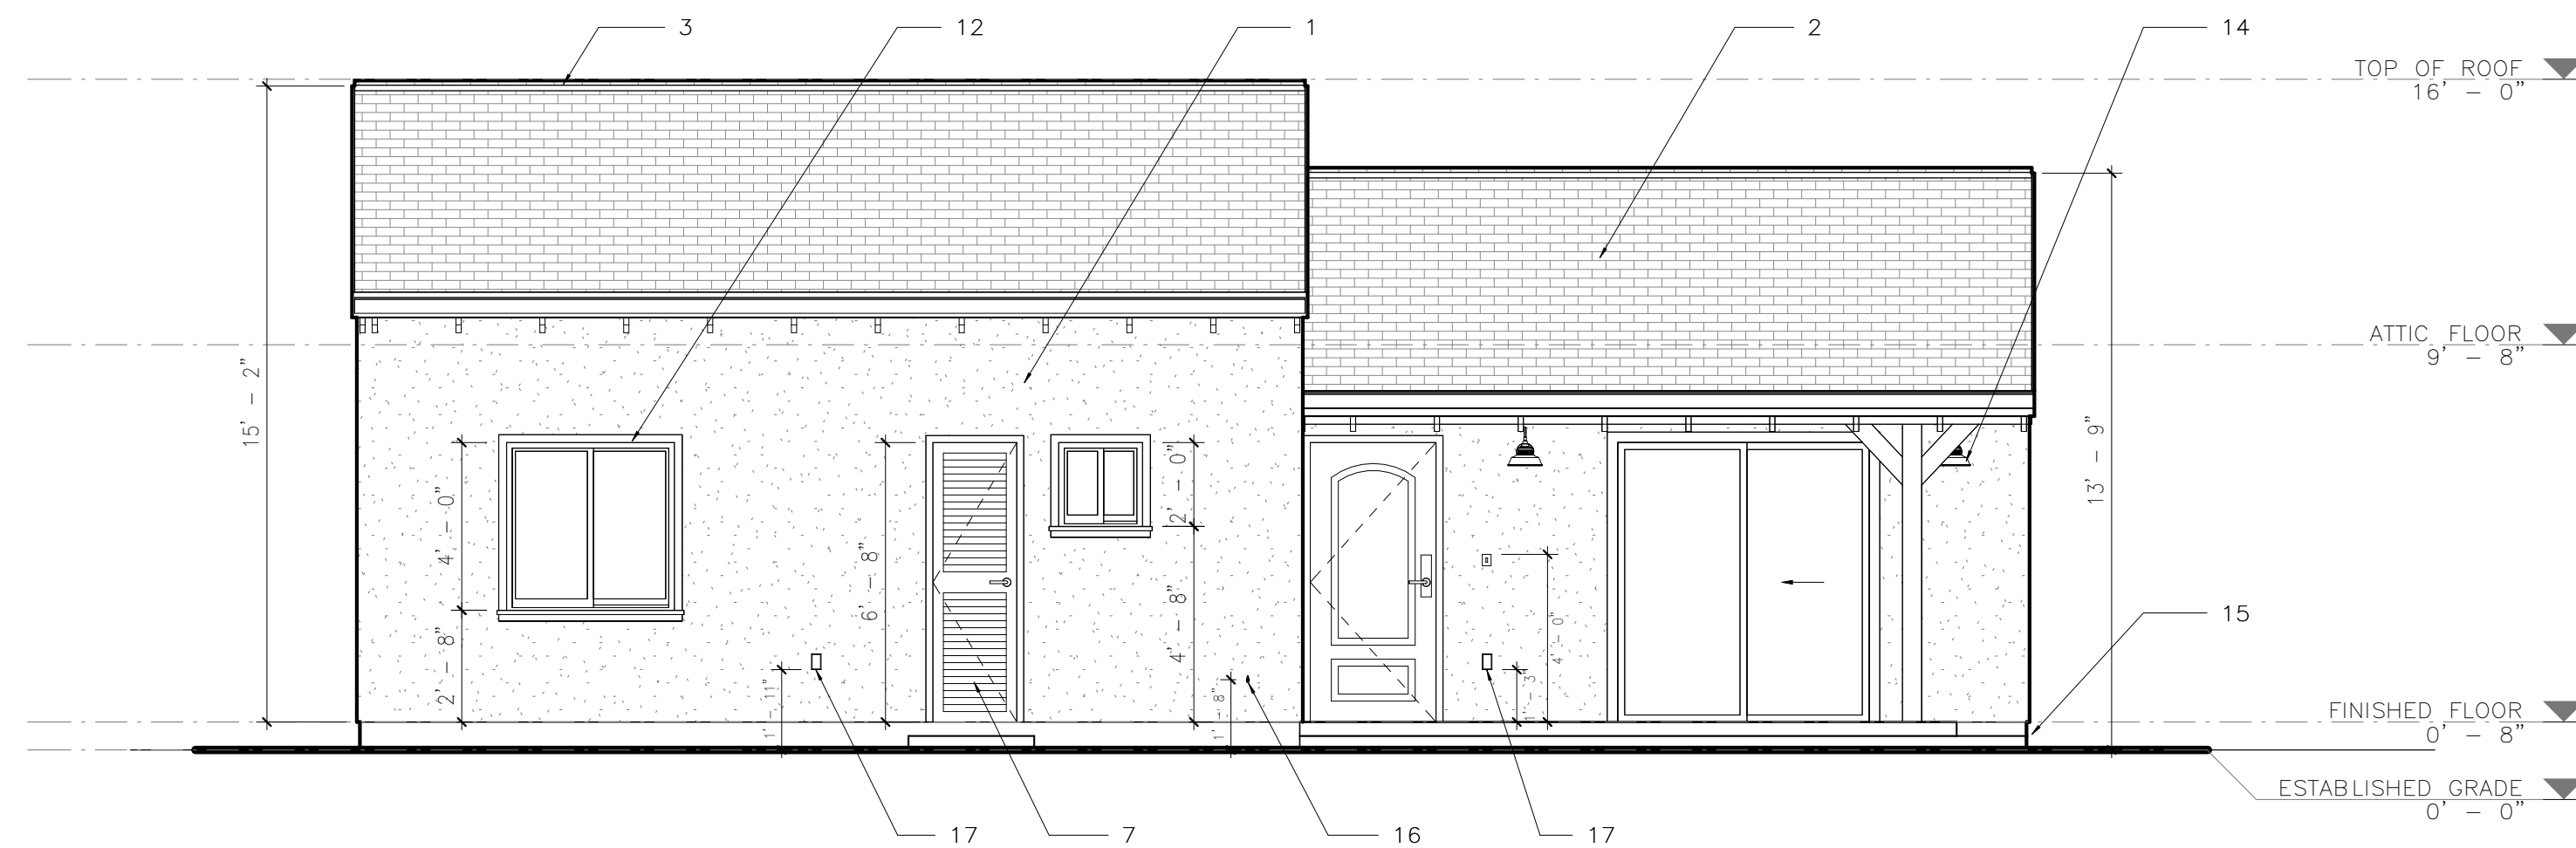 3
12
1
2
14
TOP OF ROOF
16' – 0"
ATTIC FLOOR
9' – 8"
15' – 2"
13' – 9"
4' – 0"
2' – 8"
6' – 8"
2' – 0"
4' – 8"
1' – 11"
1' – 8"
4' – 0"
1' – 3"
15
FINISHED FLOOR
0' – 8"
ESTABLISHED GRADE
0' – 0"
17
7
16
17